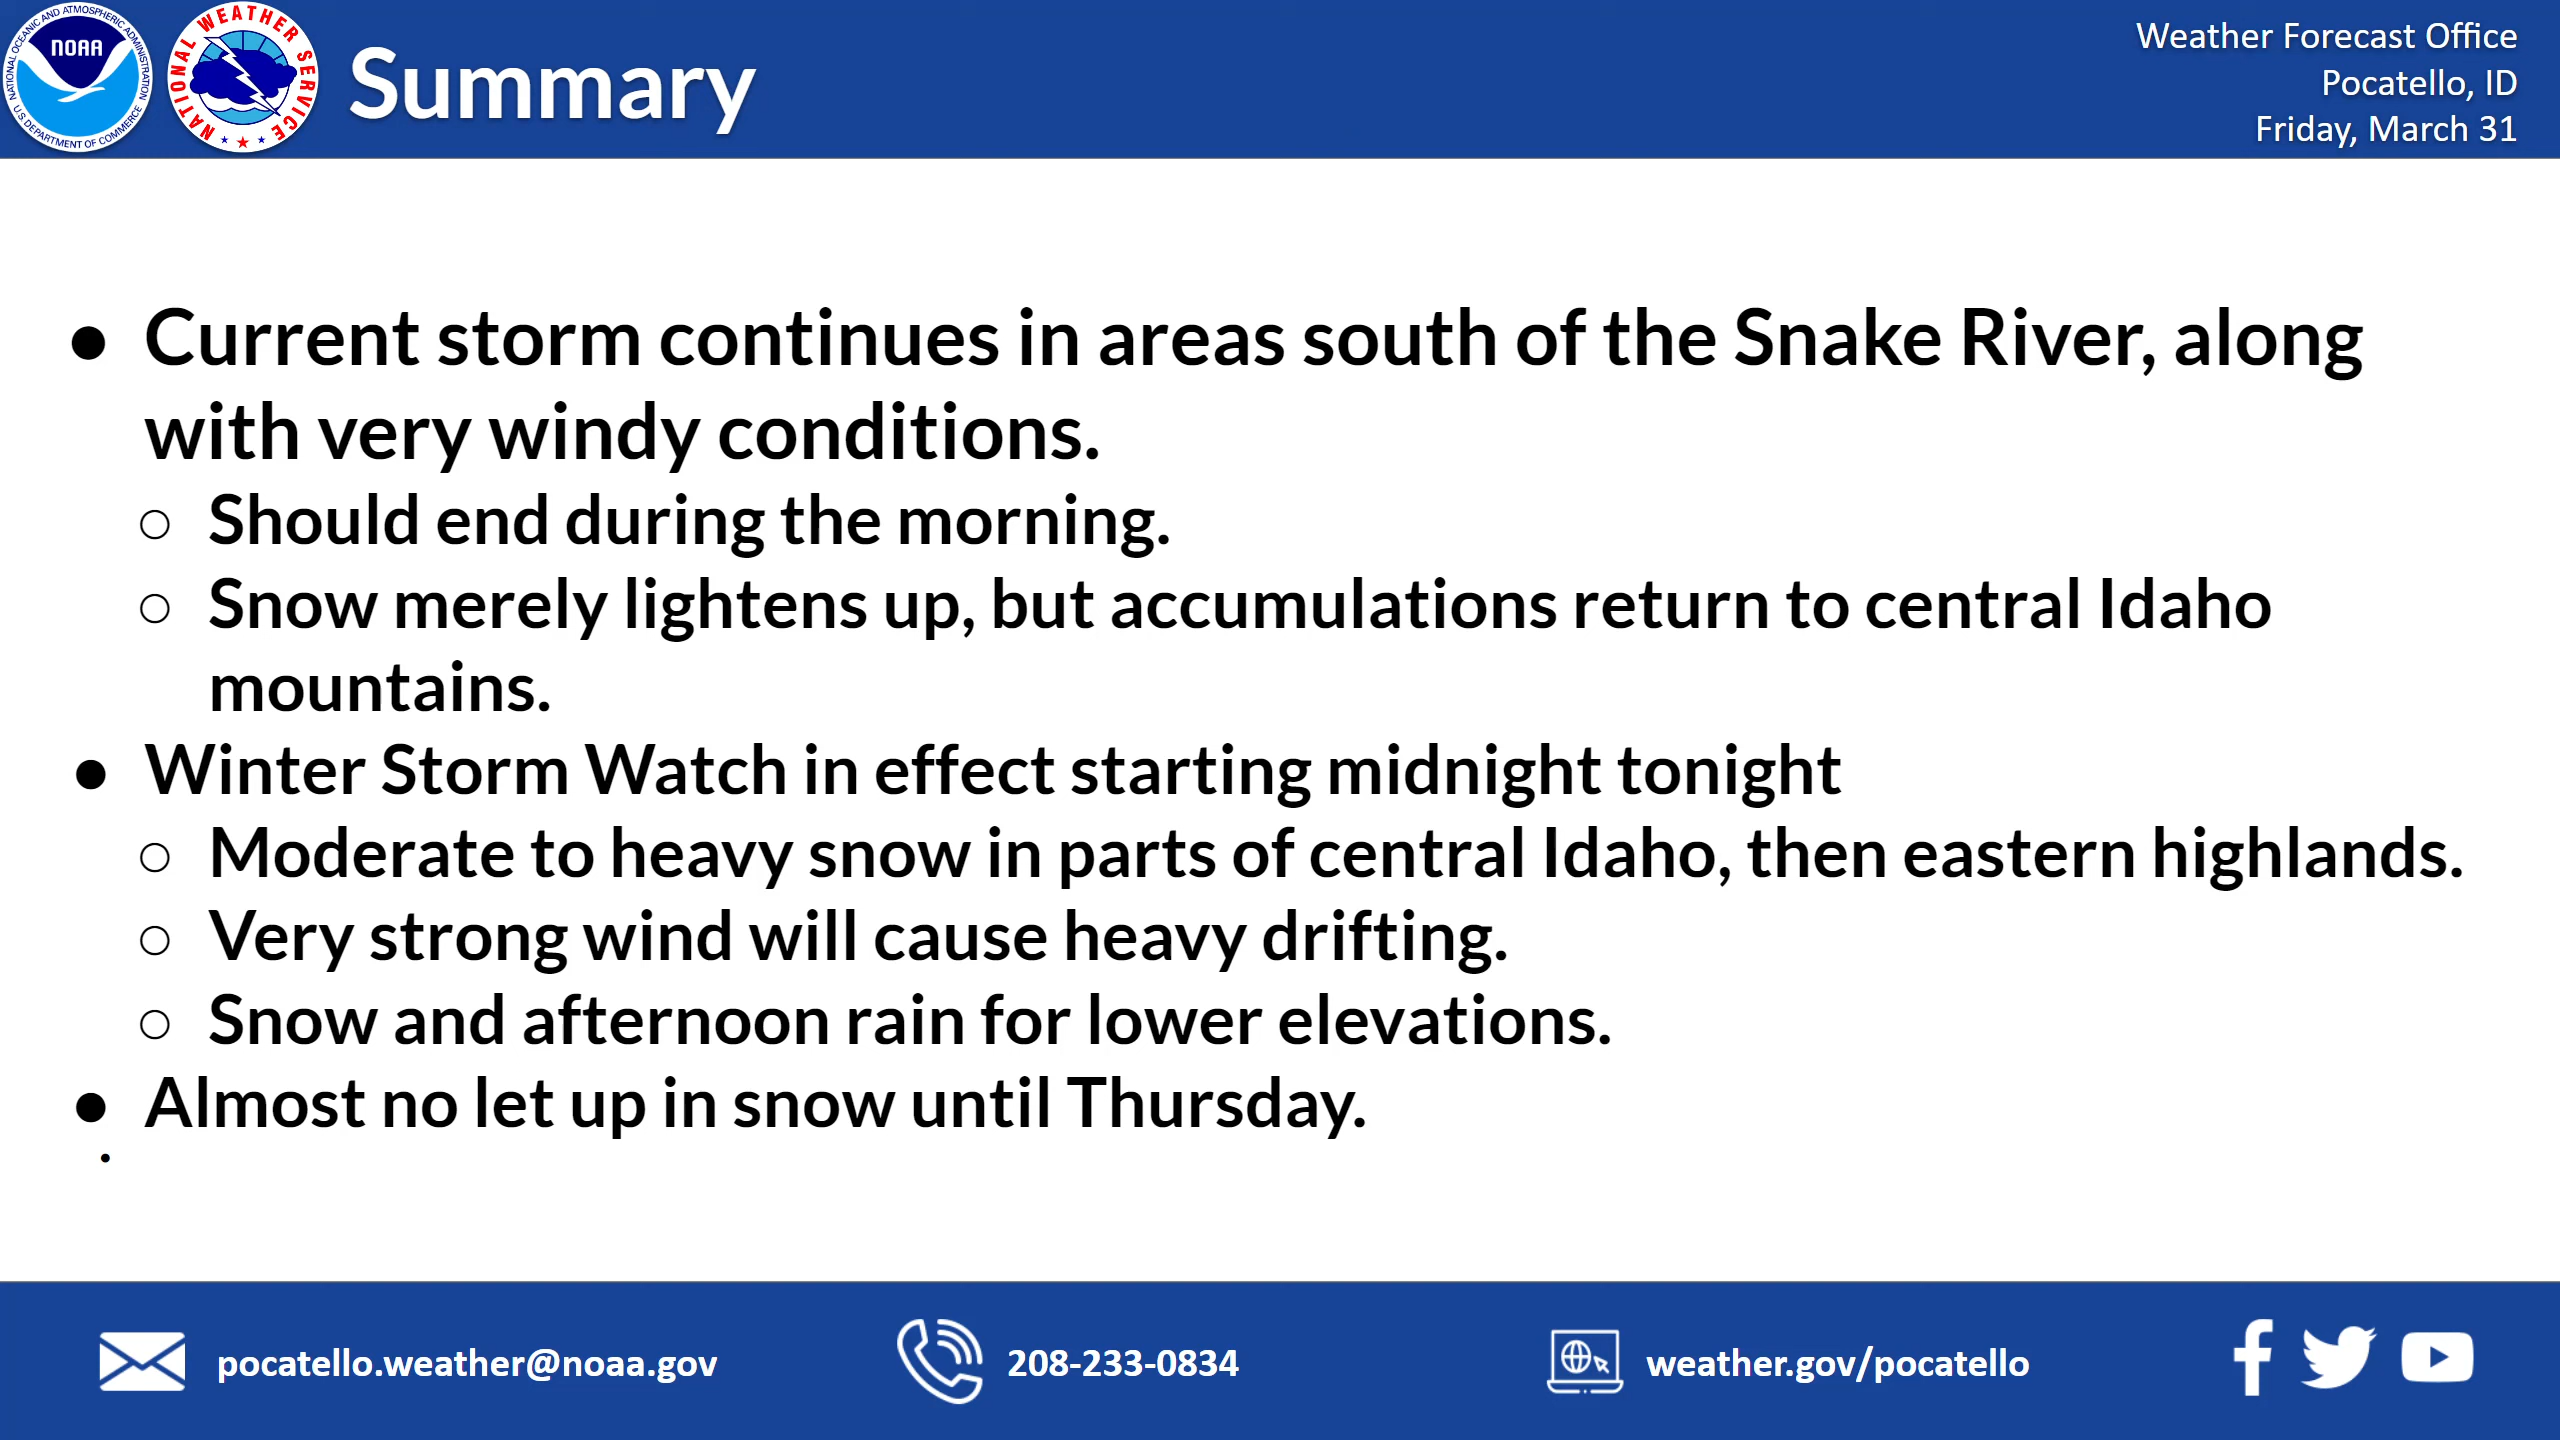 NATIONAL OCEANIC AND ATMOSPHERIC ADMINISTRATION
NOAA
U.S. DEPARTMENT OF COMMERCE
NATIONAL WEATHER SERVICE
Summary
Weather Forecast Office
Pocatello, ID
Friday, March 31
● Current storm continues in areas south of the Snake River, along
with very windy conditions.
○ Should end during the morning.
○ Snow merely lightens up, but accumulations return to central Idaho
mountains.
● Winter Storm Watch in effect starting midnight tonight
○ Moderate to heavy snow in parts of central Idaho, then eastern highlands.
○ Very strong wind will cause heavy drifting.
○ Snow and afternoon rain for lower elevations.
● Almost no let up in snow until Thursday.
•
pocatello.weather@noaa.gov
208-233-0834
weather.gov/pocatello